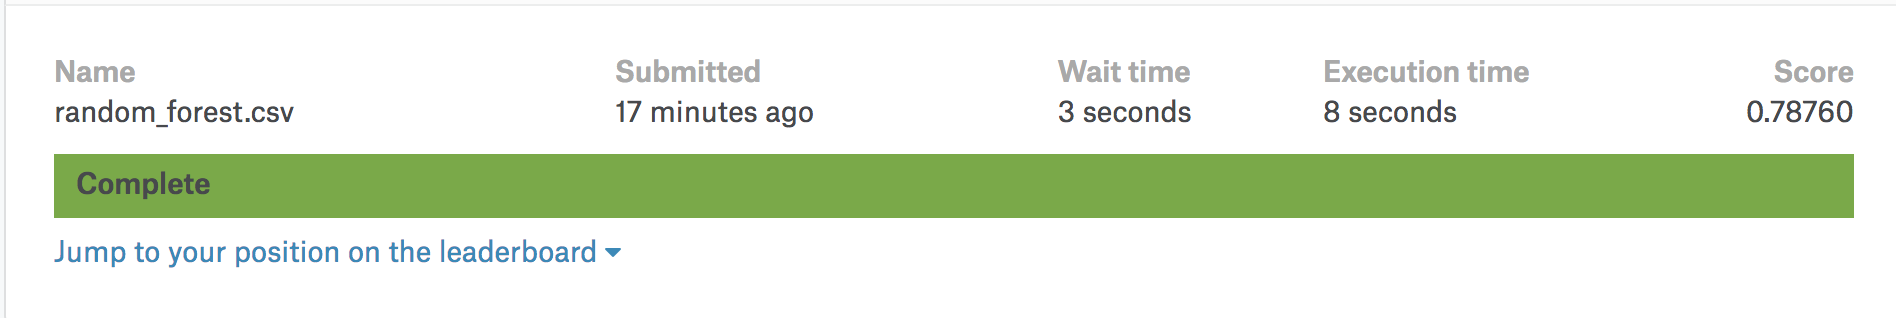 Name Submitted Wait time Execution time Score
random_forest.csv 17 minutes ago 3 seconds 8 seconds 0.78760
Complete
Jump to your position on the leaderboard